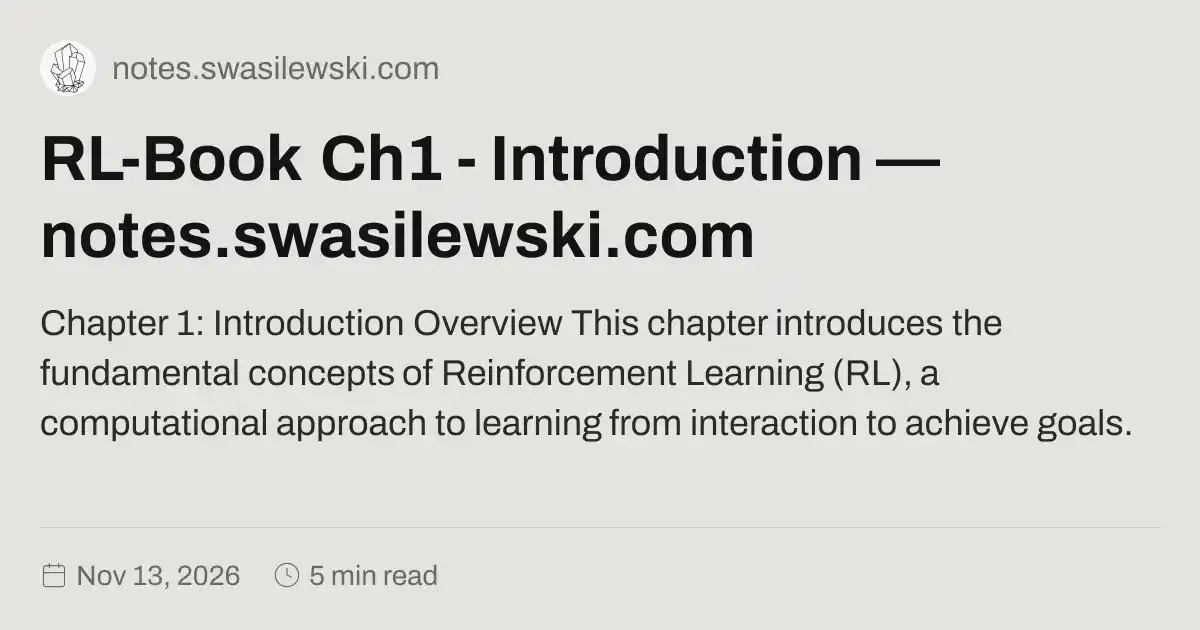 notes.swasilewski.com
RL-Book Ch1 - Introduction —
notes.swasilewski.com
Chapter 1: Introduction Overview This chapter introduces the
fundamental concepts of Reinforcement Learning (RL), a
computational approach to learning from interaction to achieve goals.
Nov 13, 2026 5 min read